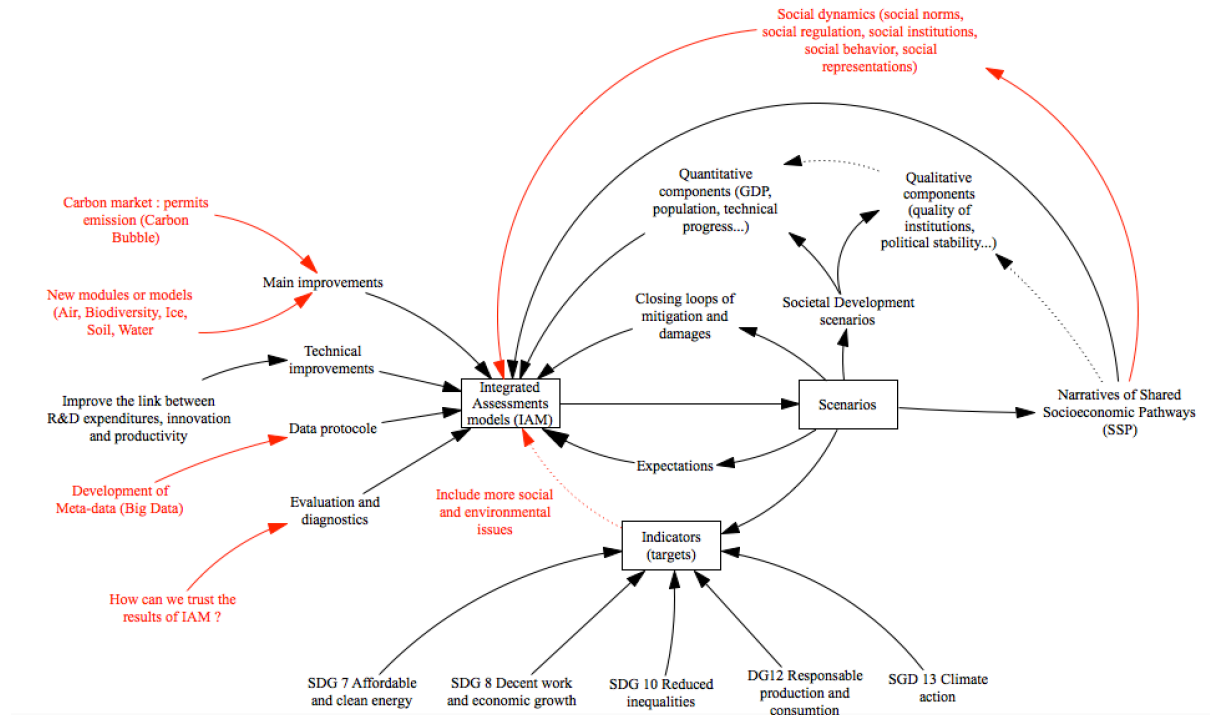 Social dynamics (social norms,
social regulation, social institutions,
social behavior, social
representations)
Quantitative
components (GDP,
population, technical
progress...)
Qualitative
components
(quality of
institutions,
political stability...)
Carbon market : permits
emission (Carbon
Bubble)
Main improvements
New modules or models
(Air, Biodiversity, Ice,
Soil, Water
Closing loops of
mitigation and
damages
Societal Development
scenarios
Technical
improvements
Improve the link between
R&D expenditures, innovation
and productivity
Integrated
Assessments
models (IAM)
Scenarios
Narratives of Shared
Socioeconomic Pathways
(SSP)
Data protocole
Expectations
Development of
Meta-data (Big Data)
Evaluation and
diagnostics
Include more social
and environmental
issues
Indicators
(targets)
How can we trust the
results of IAM ?
SDG 7 Affordable
and clean energy
SDG 8 Decent work
and economic growth
SDG 10 Reduced
inequalities
DG12 Responsable
production and
consumtion
SGD 13 Climate
action